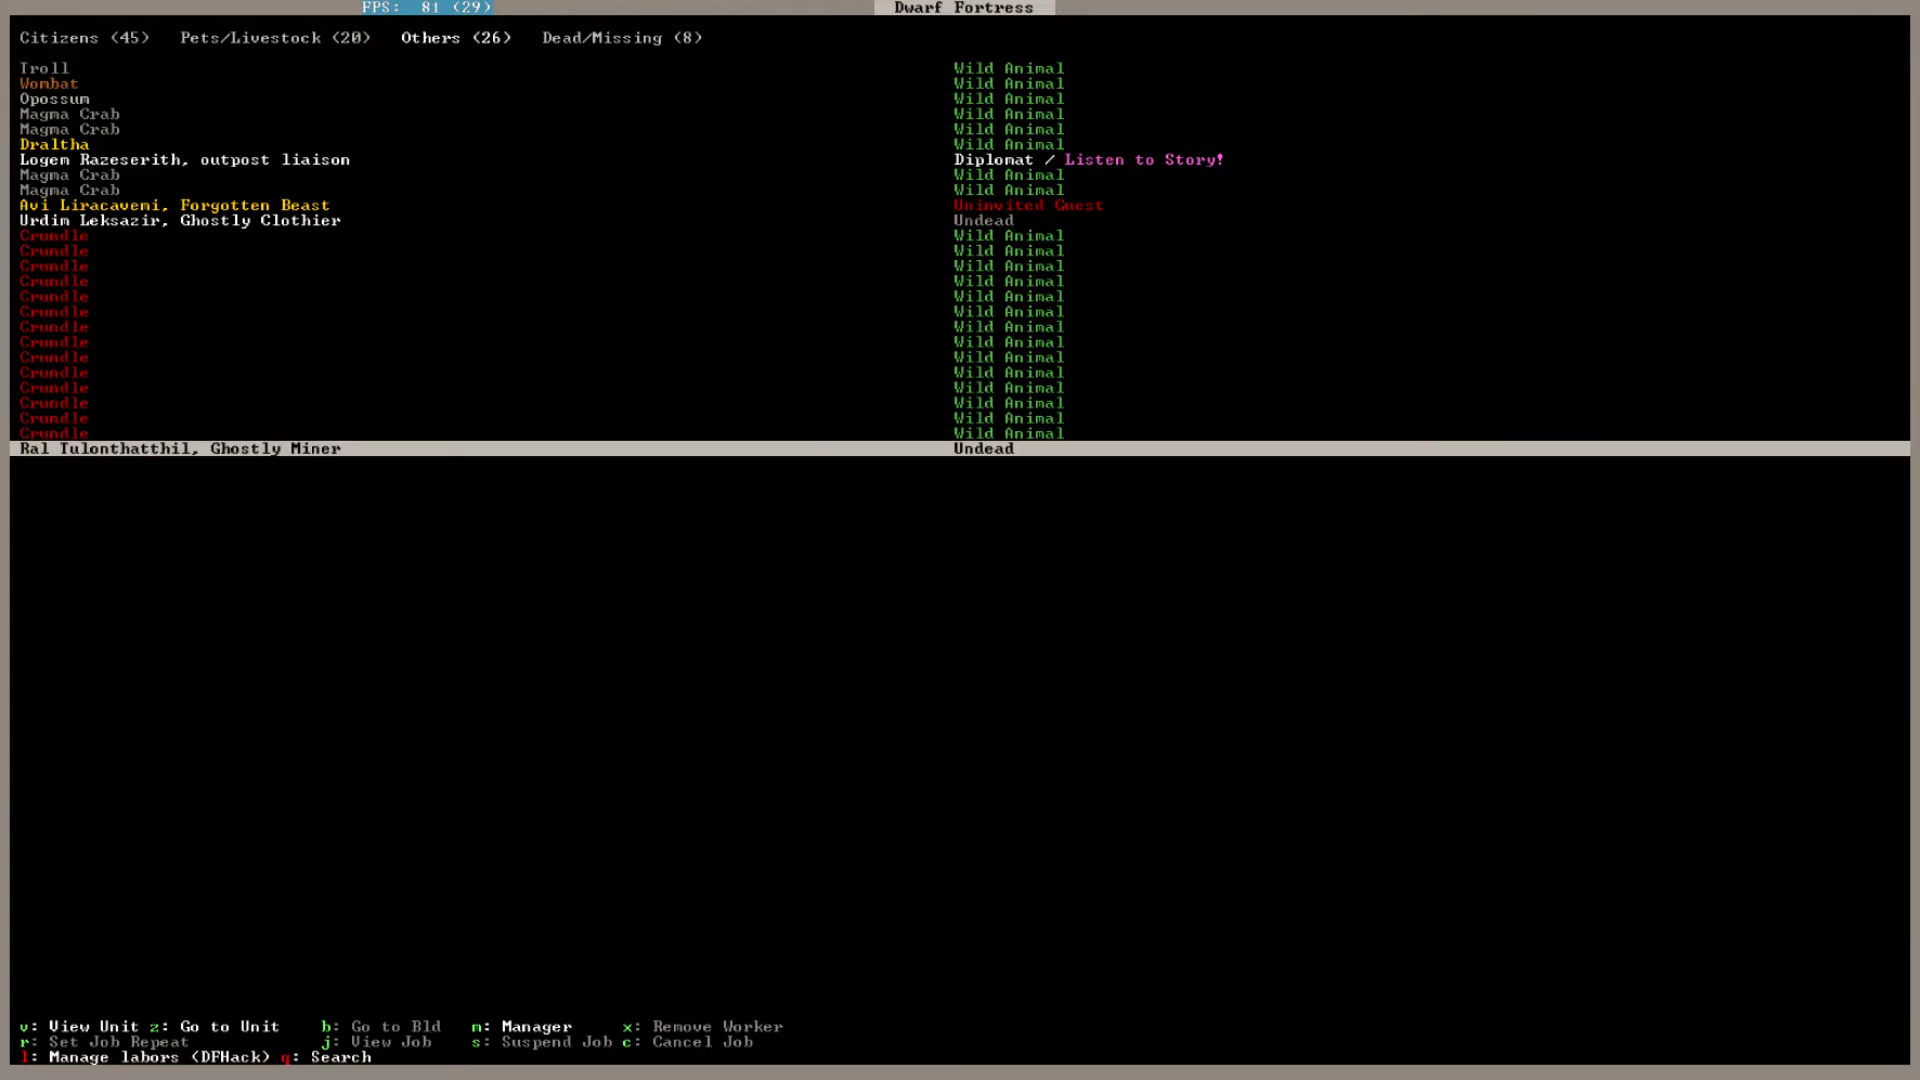 FPS: 81 (29) Dwarf Fortress
Citizens (45) Pets/Livestock (20) Others (26) Dead/Missing (8)
Troll Wild Animal
Wombat Wild Animal
Opossum Wild Animal
Magma Crab Wild Animal
Magma Crab Wild Animal
Draltha Wild Animal
Logem Razeserith, outpost liaison Diplomat / Listen to Story!
Magma Crab Wild Animal
Magma Crab Wild Animal
Avi Liracavemi, Forgotten Beast Uninvited Guest
Urdim Leksazir, Ghostly Clothier Undead
Crundle Wild Animal
Crundle Wild Animal
Crundle Wild Animal
Crundle Wild Animal
Crundle Wild Animal
Crundle Wild Animal
Crundle Wild Animal
Crundle Wild Animal
Crundle Wild Animal
Crundle Wild Animal
Crundle Wild Animal
Crundle Wild Animal
Crundle Wild Animal
Crundle Wild Animal
Ral Tulonthatthil, Ghostly Miner Undead
v: View Unit z: Go to Unit b: Go to Bld m: Manager x: Remove Worker
r: Set Job Repeat j: View Job s: Suspend Job c: Cancel Job
l: Manage labors (DFHack) q: Search